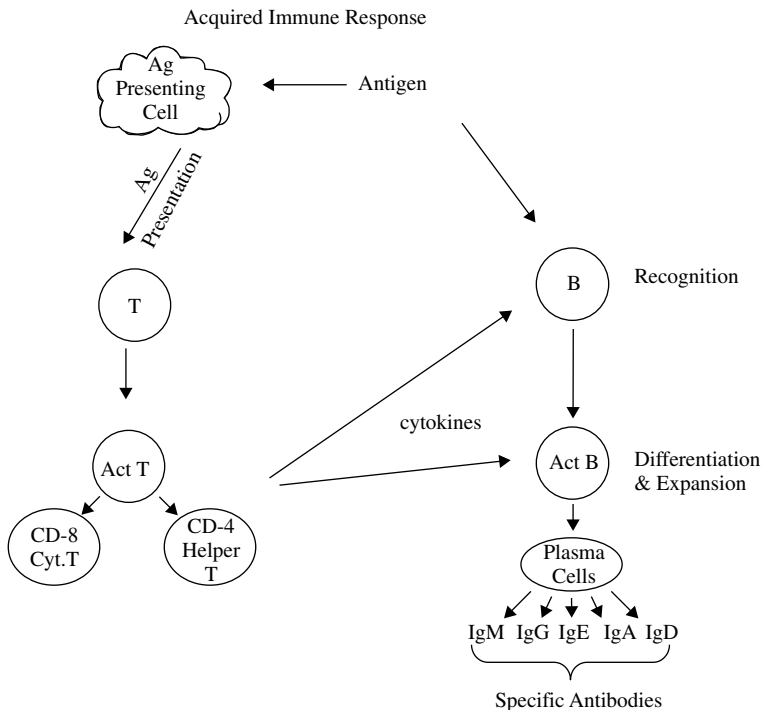 Acquired Immune Response
Ag
Presenting
Cell
Antigen
Ag
Presentation
T
B
Recognition
cytokines
Act T
Act B
Differentiation
& Expansion
CD-8
Cyt.T
CD-4
Helper
T
Plasma
Cells
IgM IgG IgE IgA IgD
Specific Antibodies